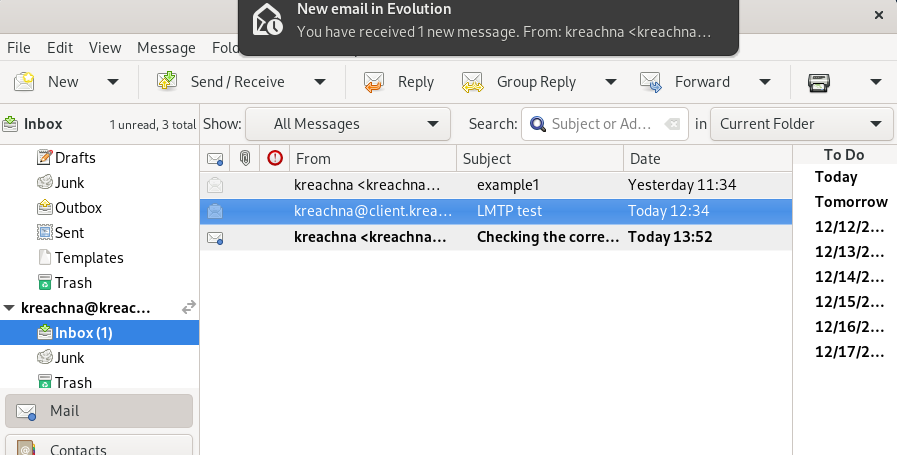 New email in Evolution
You have received 1 new message. From: kreachna <kreachna...
File Edit View Message
New Send / Receive Reply Group Reply Forward
Inbox 1 unread, 3 total Show: All Messages Search: Subject or Ad... in Current Folder
From Subject Date To Do
Drafts
Junk
Outbox
Sent
Templates
Trash
kreachna@kreac...
Inbox (1)
Junk
Trash
Mail
Contacts
kreachna <kreachna... example1 Yesterday 11:34
kreachna@client.krea... LMTP test Today 12:34
kreachna <kreachna... Checking the corre... Today 13:52
Today
Tomorrow
12/12/2...
12/13/2...
12/14/2...
12/15/2...
12/16/2...
12/17/2...